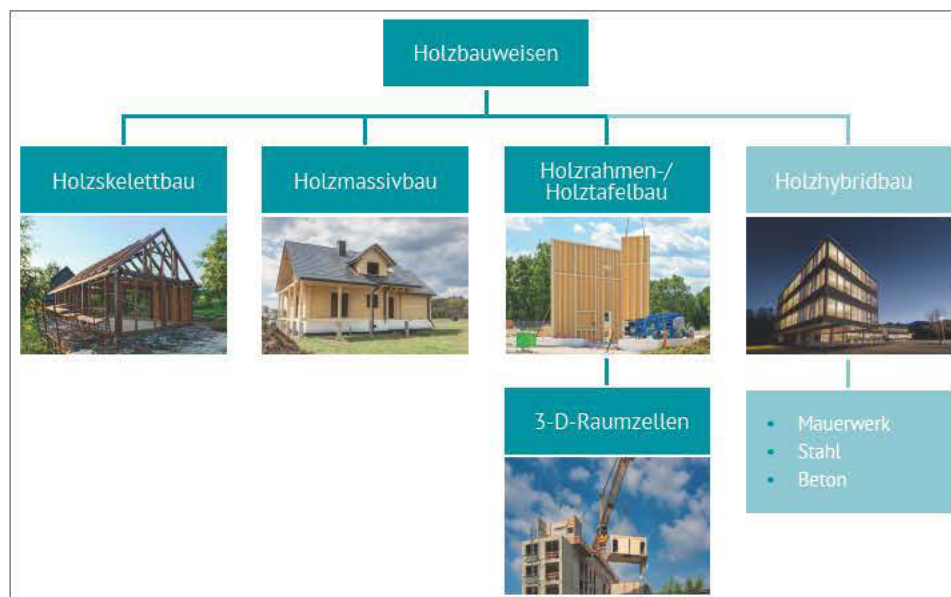 Holzbauweisen
Holzskelettbau
Holzmassivbau
Holzrahmen-/
Holztafelbau
Holzhybridbau
3-D-Raumzellen
• Mauerwerk
• Stahl
• Beton